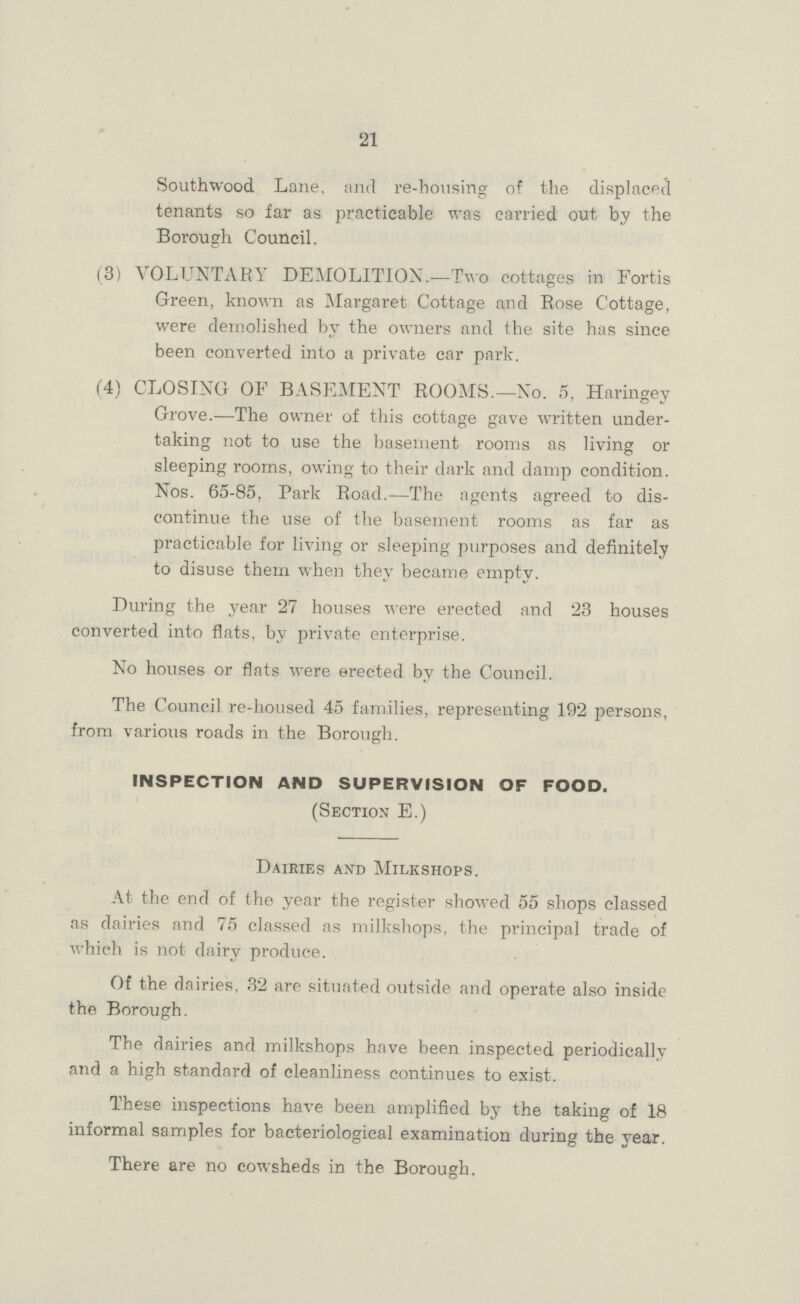 21
Southwood Lane, and re-housing of the displaced
tenants so far as practicable was carried out by the
Borough Council.
(3) VOLUNTARY DEMOLITION.—Two cottages in Fortis
Green, known as Margaret Cottage and Rose Cottage,
were demolished by the owners and the site has since
been converted into a private car park.
(4) CLOSING OF BASEMENT ROOMS.—No. 5, Haringey
Grove.—The owner of this cottage gave written under-
taking not to use the basement rooms as living or
sleeping rooms, owing to their dark and damp condition.
Nos. 65-85, Park Road.—The agents agreed to dis-
continue the use of the basement rooms as far as
practicable for living or sleeping purposes and definitely
to disuse them when they became empty.
During the year 27 houses were erected and 23 houses
converted into flats, by private enterprise.
No houses or flats were erected by the Council.
The Council re-housed 45 families, representing 192 persons,
from various roads in the Borough.
INSPECTION AND SUPERVISION OF FOOD.
(Section E.)
Dairies and Milkshops.
At the end of the year the register showed 55 shops classed
as dairies and 75 classed as milkshops, the principal trade of
which is not dairy produce.
Of the dairies, 32 are situated outside and operate also inside
the Borough.
The dairies and milkshops have been inspected periodically
and a high standard of cleanliness continues to exist.
These inspections have been amplified by the taking of 18
informal samples for bacteriological examination during the year.
There are no cowsheds in the Borough.